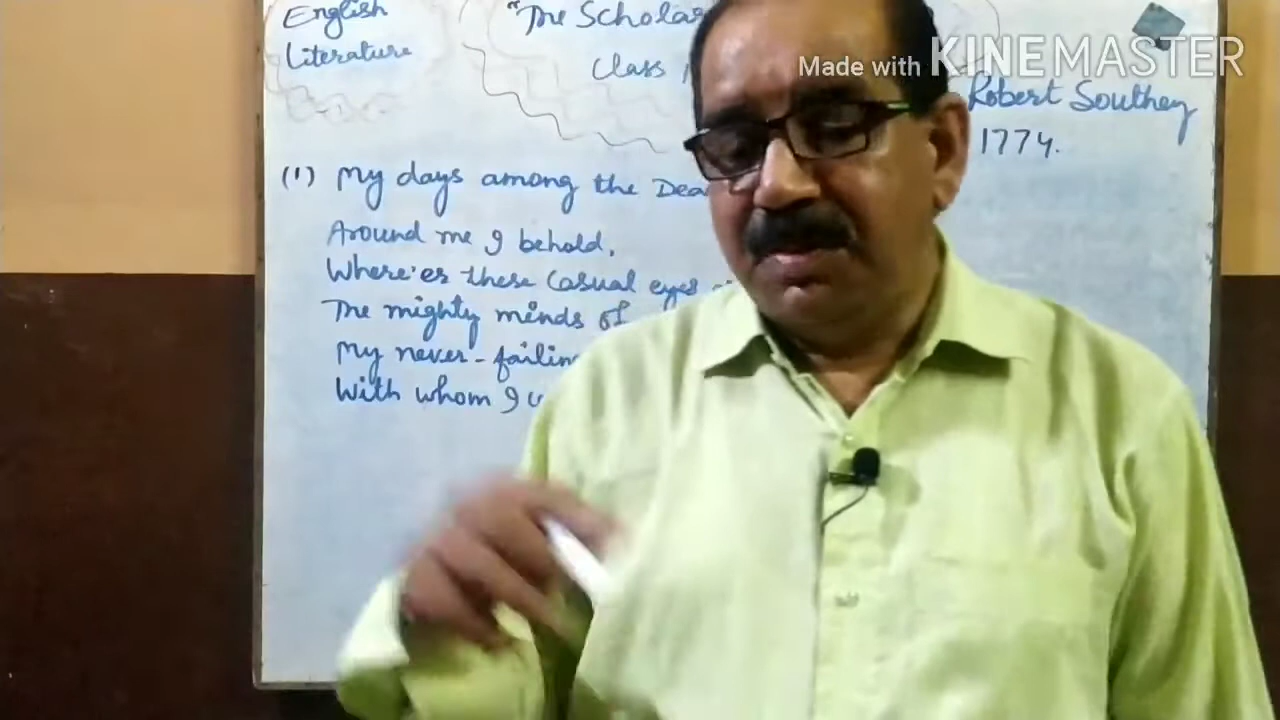 English
Literature
"The Scholar
Class
Made with KINEMASTER
Robert Southey
1774.
(1) My days among the Dea
Around me I behold,
Where'er these casual eyes
The mighty minds of
My never-failin
With whom I